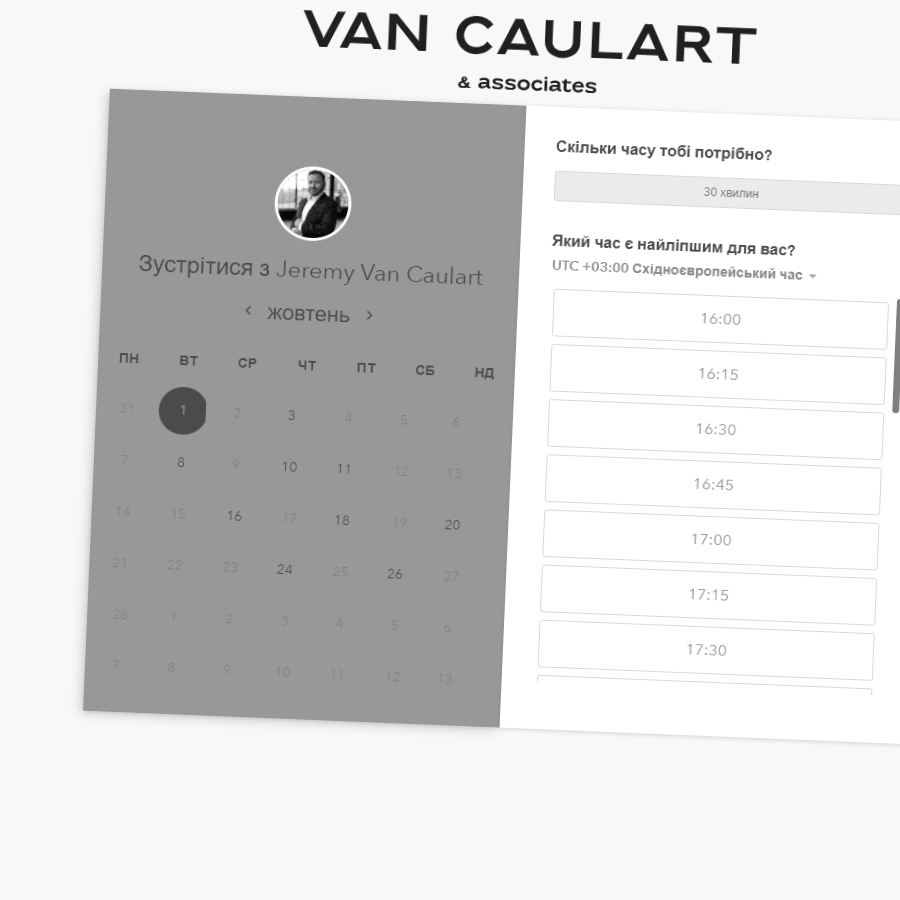 VAN CAULART
& associates
Зустрітися з Jeremy Van Caulart
жовтень
ПН ВТ СР ЧТ ПТ СБ НД
31 1 2 3 4 5 6
7 8 9 10 11 12 13
14 15 16 17 18 19 20
21 22 23 24 25 26 27
28 1 2 3 4 5 6
7 8 9 10 11 12 13
Скільки часу тобі потрібно?
30 хвилин
Який час є найліпшим для вас?
UTC +03:00 Східноєвропейський час
16:00
16:15
16:30
16:45
17:00
17:15
17:30